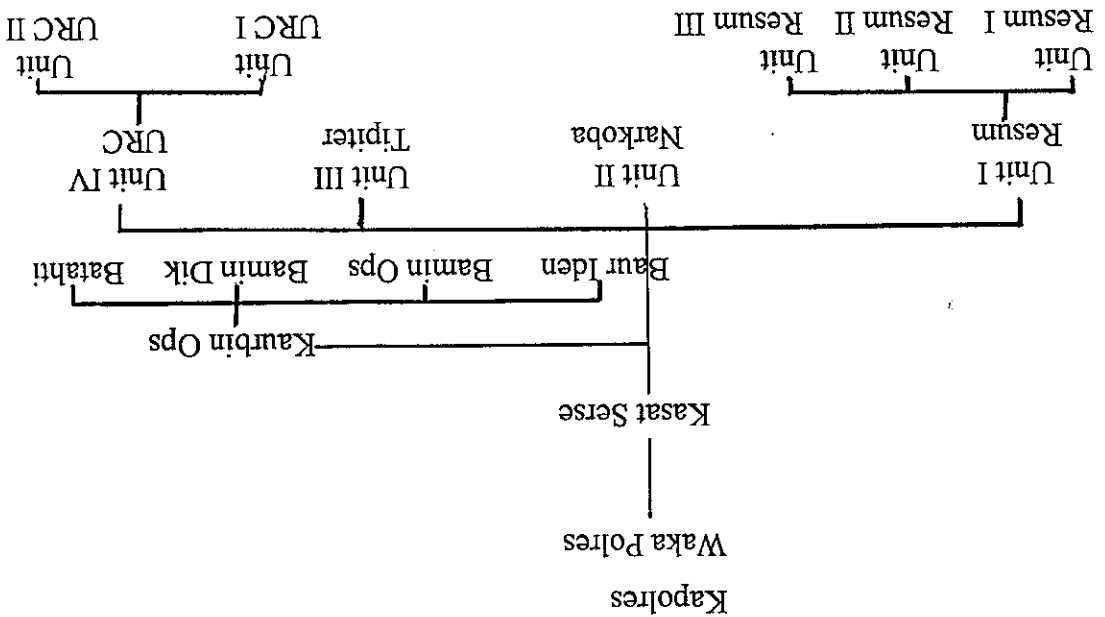 Kapolres
Waka Polres
Kasat Serse
Kaurbin Ops
Baur Iden Bamin Ops Bamin Dik Batahti
Unit I Unit II Unit III Unit IV
Resum Narkoba Tipiter URC
Unit Unit Unit Unit Unit
Resum I Resum II Resum III URC I URC II